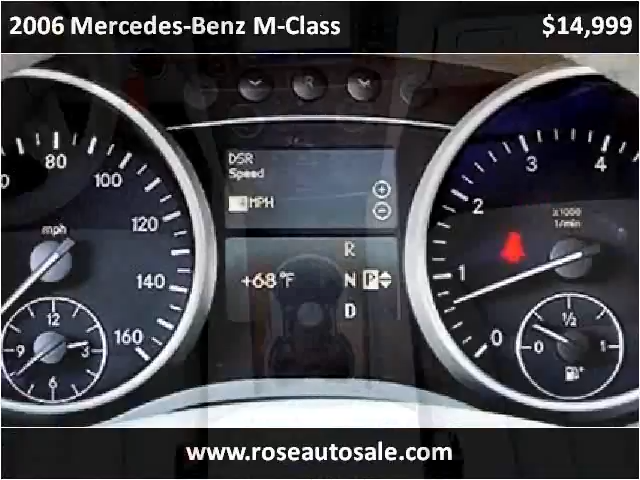 2006 Mercedes-Benz M-Class $14,999
DSR
Speed
MPH
+68°F
R
N P
D
80
100
120
140
160
mph
12
3
6
9
0
1
2
3
4
x1000
1/min
0 1/2 1
www.roseautosale.com